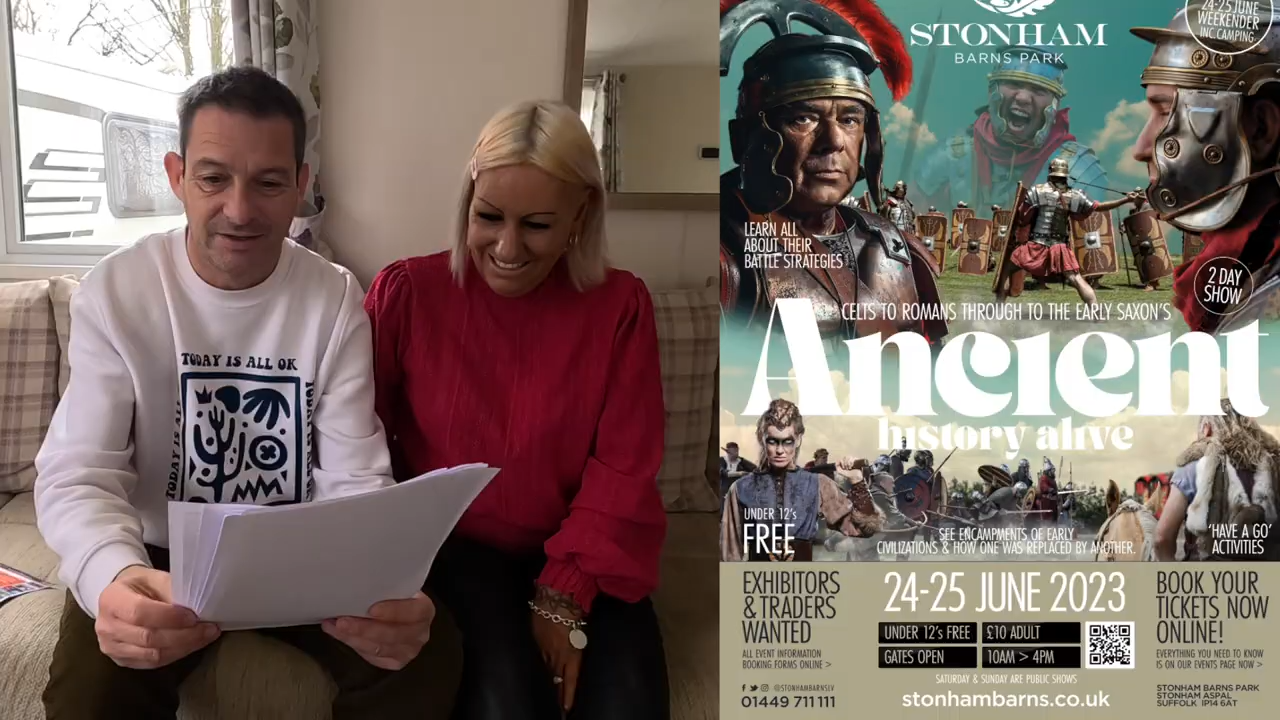 TODAY IS ALL OK
TODAY IS ALL
STONHAM
BARNS PARK
24-25 JUNE
WEEKENDER
INC CAMPING
LEARN ALL
ABOUT THEIR
BATTLE STRATEGIES
2 DAY
SHOW
CELTS TO ROMANS THROUGH TO THE EARLY SAXON'S
Ancient
history alive
UNDER 12's
FREE
SEE ENCAMPMENTS OF EARLY
CIVILIZATIONS & HOW ONE WAS REPLACED BY ANOTHER.
'HAVE A GO'
ACTIVITIES
EXHIBITORS
& TRADERS
WANTED
ALL EVENT INFORMATION
BOOKING FORMS ONLINE >
@STONHAMBARNSLV
01449 711 111
24-25 JUNE 2023
UNDER 12's FREE
£10 ADULT
GATES OPEN
10AM > 4PM
SATURDAY & SUNDAY ARE PUBLIC SHOWS
stonhambarns.co.uk
BOOK YOUR
TICKETS NOW
ONLINE!
EVERYTHING YOU NEED TO KNOW
IS ON OUR EVENTS PAGE NOW >
STONHAM BARNS PARK
STONHAM ASPAL
SUFFOLK IP14 6AT